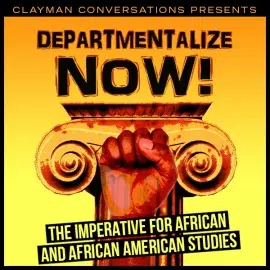 CLAYMAN CONVERSATIONS PRESENTS
DEPARTMENTALIZE
NOW!
THE IMPERATIVE FOR AFRICAN
AND AFRICAN AMERICAN STUDIES